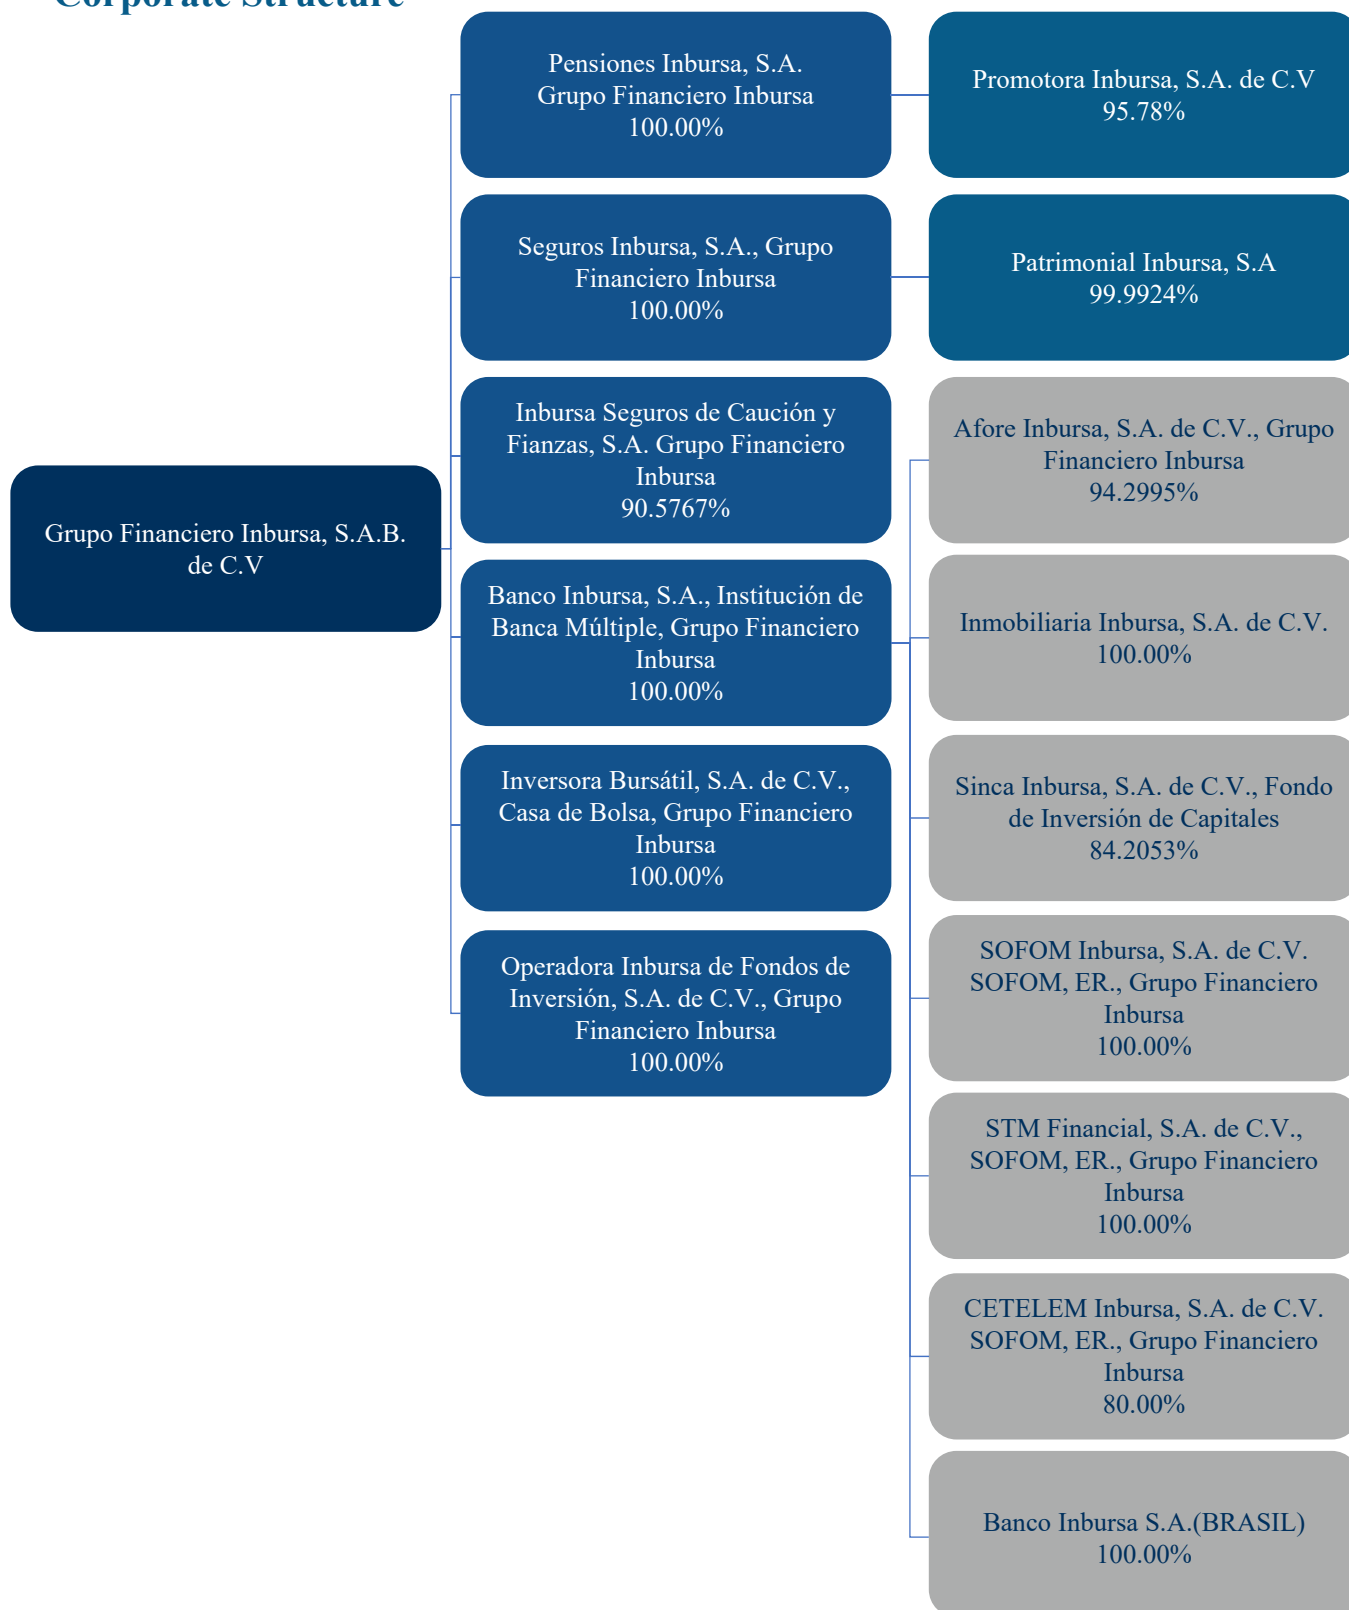 Corporate Structure
Pensiones Inbursa, S.A.
Grupo Financiero Inbursa
100.00%
Promotora Inbursa, S.A. de C.V
95.78%
Seguros Inbursa, S.A., Grupo
Financiero Inbursa
100.00%
Patrimonial Inbursa, S.A
99.9924%
Inbursa Seguros de Caución y
Fianzas, S.A. Grupo Financiero
Inbursa
90.5767%
Afore Inbursa, S.A. de C.V., Grupo
Financiero Inbursa
94.2995%
Grupo Financiero Inbursa, S.A.B.
de C.V
Banco Inbursa, S.A., Institución de
Banca Múltiple, Grupo Financiero
Inbursa
100.00%
Inmobiliaria Inbursa, S.A. de C.V.
100.00%
Inversora Bursátil, S.A. de C.V.,
Casa de Bolsa, Grupo Financiero
Inbursa
100.00%
Sinca Inbursa, S.A. de C.V., Fondo
de Inversión de Capitales
84.2053%
Operadora Inbursa de Fondos de
Inversión, S.A. de C.V., Grupo
Financiero Inbursa
100.00%
SOFOM Inbursa, S.A. de C.V.
SOFOM, ER., Grupo Financiero
Inbursa
100.00%
STM Financial, S.A. de C.V.,
SOFOM, ER., Grupo Financiero
Inbursa
100.00%
CETELEM Inbursa, S.A. de C.V.
SOFOM, ER., Grupo Financiero
Inbursa
80.00%
Banco Inbursa S.A.(BRASIL)
100.00%